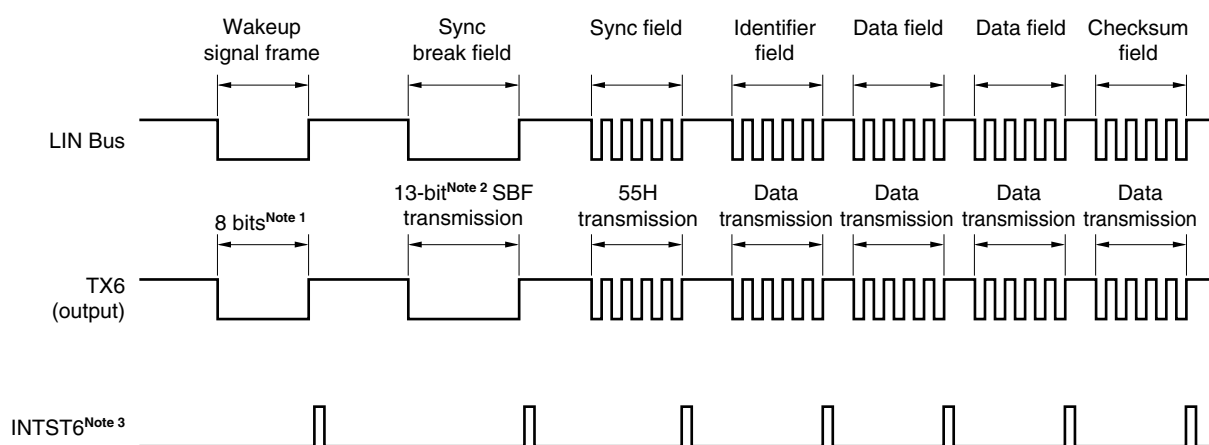 Wakeup
signal frame
Sync
break field
Sync field
Identifier
field
Data field
Data field
Checksum
field
LIN Bus
8 bitsNote 1
13-bitNote 2 SBF
transmission
55H
transmission
Data
transmission
Data
transmission
Data
transmission
Data
transmission
TX6
(output)
INTST6Note 3